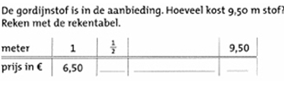 De gordijnstof is in de aanbieding. Hoeveel kost 9,50 m stof?
Reken met de rekentabel.
meter 1 ½ 9,50
prijs in € 6,50